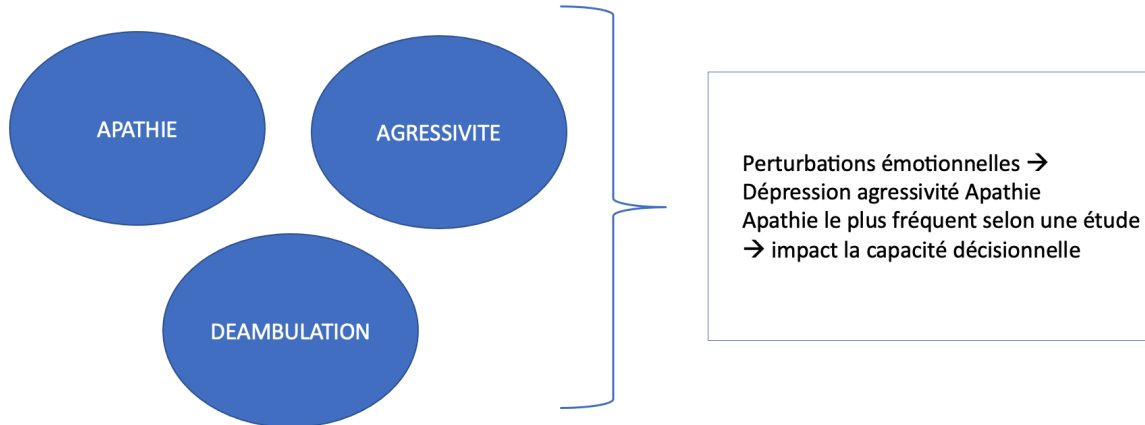 APATHIE
AGRESSIVITE
DEAMBULATION
Perturbations émotionnelles →
Dépression agressivité Apathie
Apathie le plus fréquent selon une étude
→ impact la capacité décisionnelle